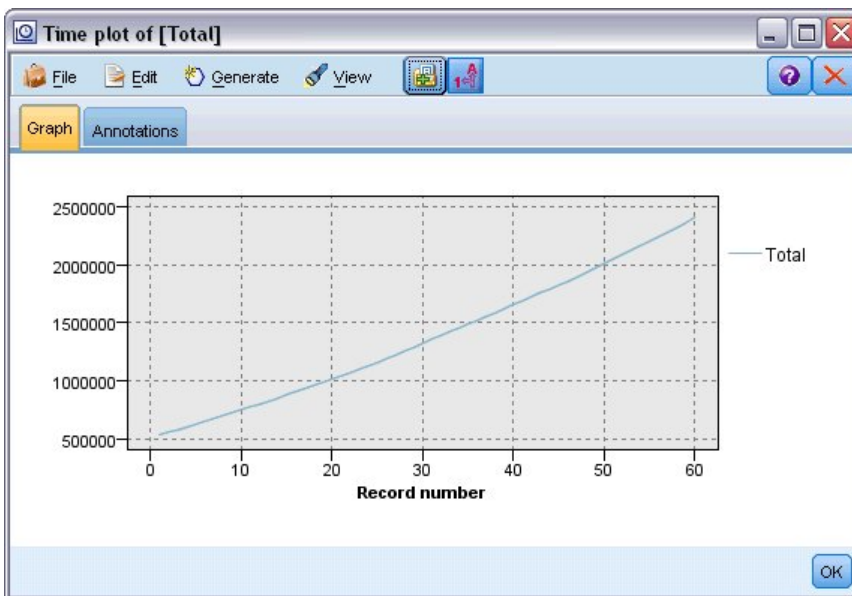 Time plot of [Total]
File Edit Generate View
Graph Annotations
2500000
2000000
1500000
1000000
500000
Total
0 10 20 30 40 50 60
Record number
OK